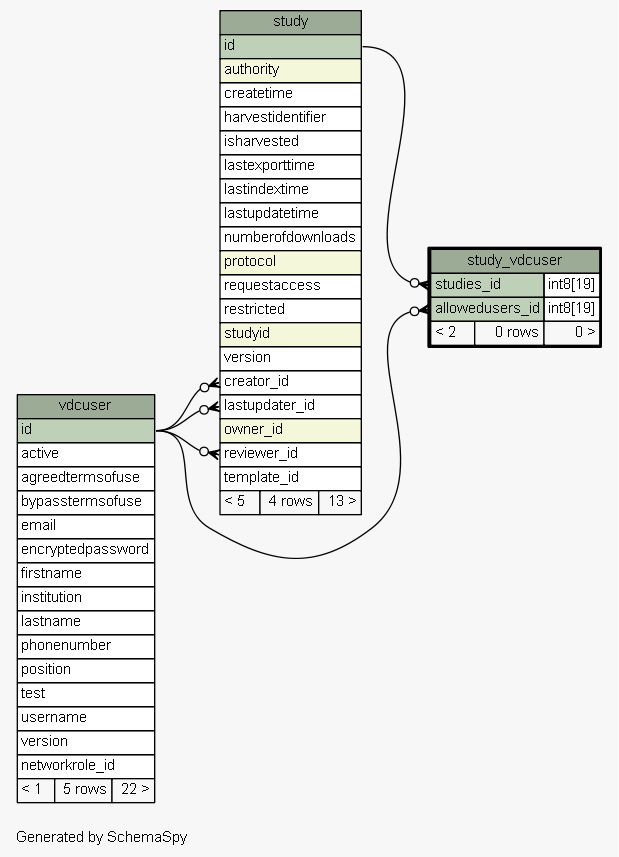 study
id
authority
createtime
harvestidentifier
isharvested
lastexporttime
lastindextime
lastupdatetime
numberofdownloads
protocol
requestaccess
restricted
studyid
version
creator_id
lastupdater_id
owner_id
reviewer_id
template_id
< 5 4 rows 13 >
study_vdcuser
studies_id int8[19]
allowedusers_id int8[19]
< 2 0 rows 0 >
vdcuser
id
active
agreedtermsofuse
bypasstermsofuse
email
encryptedpassword
firstname
institution
lastname
phonenumber
position
test
username
version
networkrole_id
< 1 5 rows 22 >
Generated by SchemaSpy